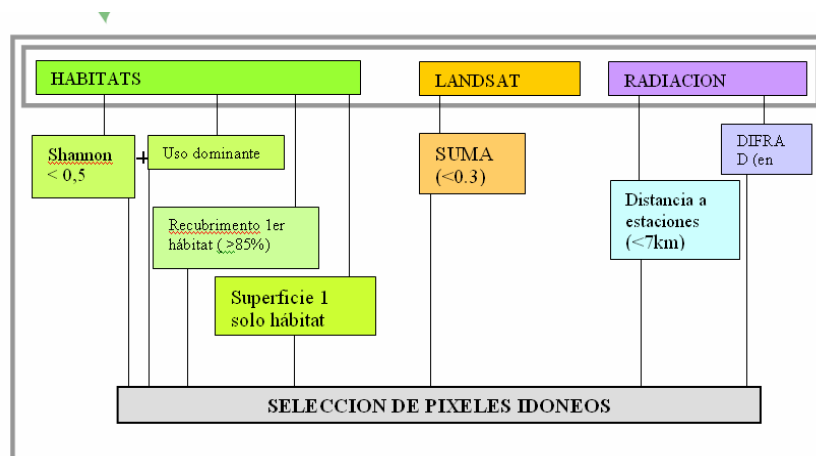 HABITATS
LANDSAT
RADIACION
Shannon
< 0,5
+
Uso dominante
SUMA
(<0.3)
DIFRA
D (en
Recubrimento 1er
hábitat ( >85%)
Distancia a
estaciones
(<7km)
Superficie 1
solo hábitat
SELECCION DE PIXELES IDONEOS